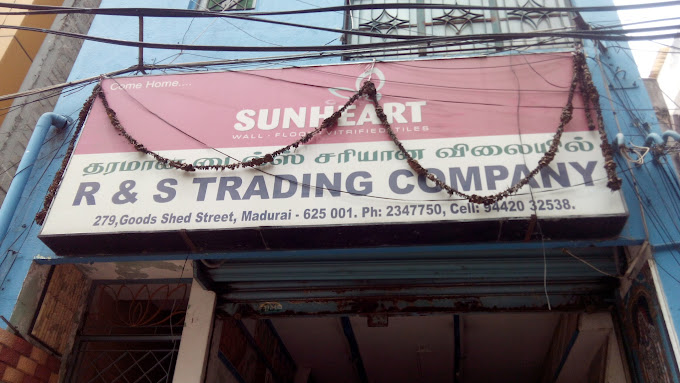 Come Home....
SUNHEART
WALL - FLOOR - VITRIFIED TILES
தரமான டைல்ஸ் சரியான விலையில்
R & S TRADING COMPANY
279,Goods Shed Street, Madurai - 625 001. Ph: 2347750, Cell: 94420 32538.